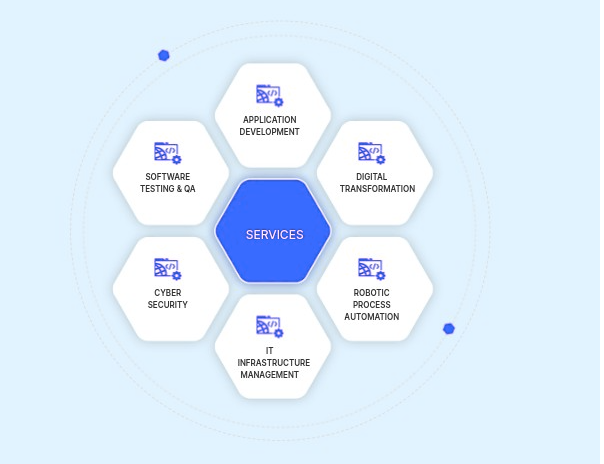 APPLICATION
DEVELOPMENT
SOFTWARE
TESTING & QA
DIGITAL
TRANSFORMATION
SERVICES
CYBER
SECURITY
ROBOTIC
PROCESS
AUTOMATION
IT
INFRASTRUCTURE
MANAGEMENT